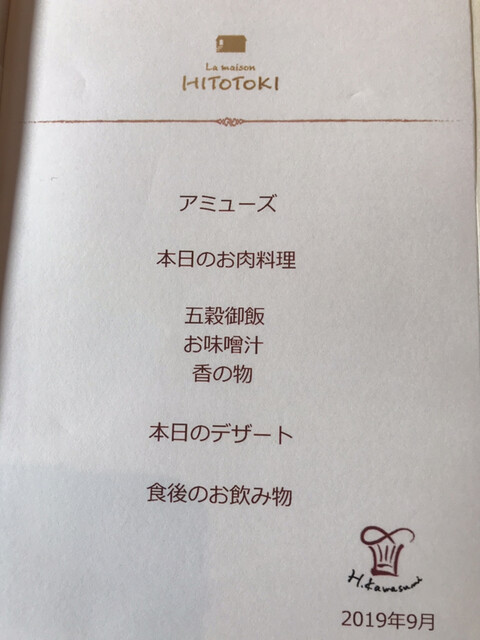 La maison
HITOTOKI
アミューズ
本日のお肉料理
五穀御飯
お味噌汁
香の物
本日のデザート
食後のお飲み物
H.Kawasumi
2019年9月